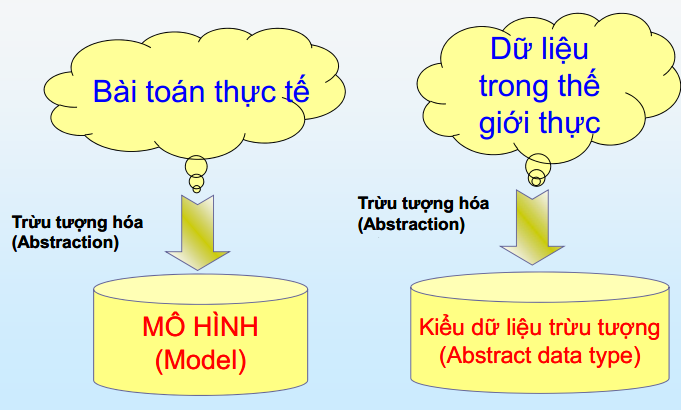 Bài toán thực tế
Trừu tượng hóa
(Abstraction)
MÔ HÌNH
(Model)
Dữ liệu
trong thế
giới thực
Trừu tượng hóa
(Abstraction)
Kiểu dữ liệu trừu tượng
(Abstract data type)